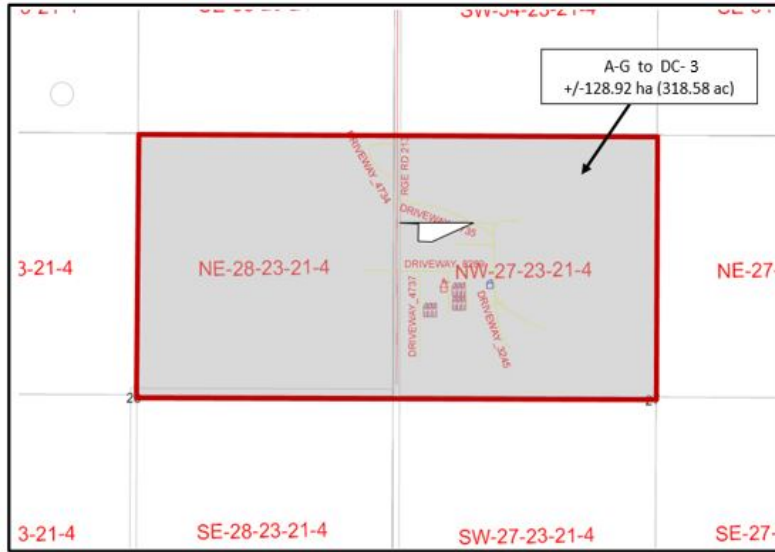 SW-34-23-21-4
A-G to DC- 3
+/-128.92 ha (318.58 ac)
DRIVEWAY_4734
RGE RD 213
NE-28-23-21-4
NW-27-23-21-4
3-21-4
NE-27-
DRIVEWAY_4737
DRIVEWAY_3245
SE-28-23-21-4
SW-27-23-21-4
3-21-4
SE-27-